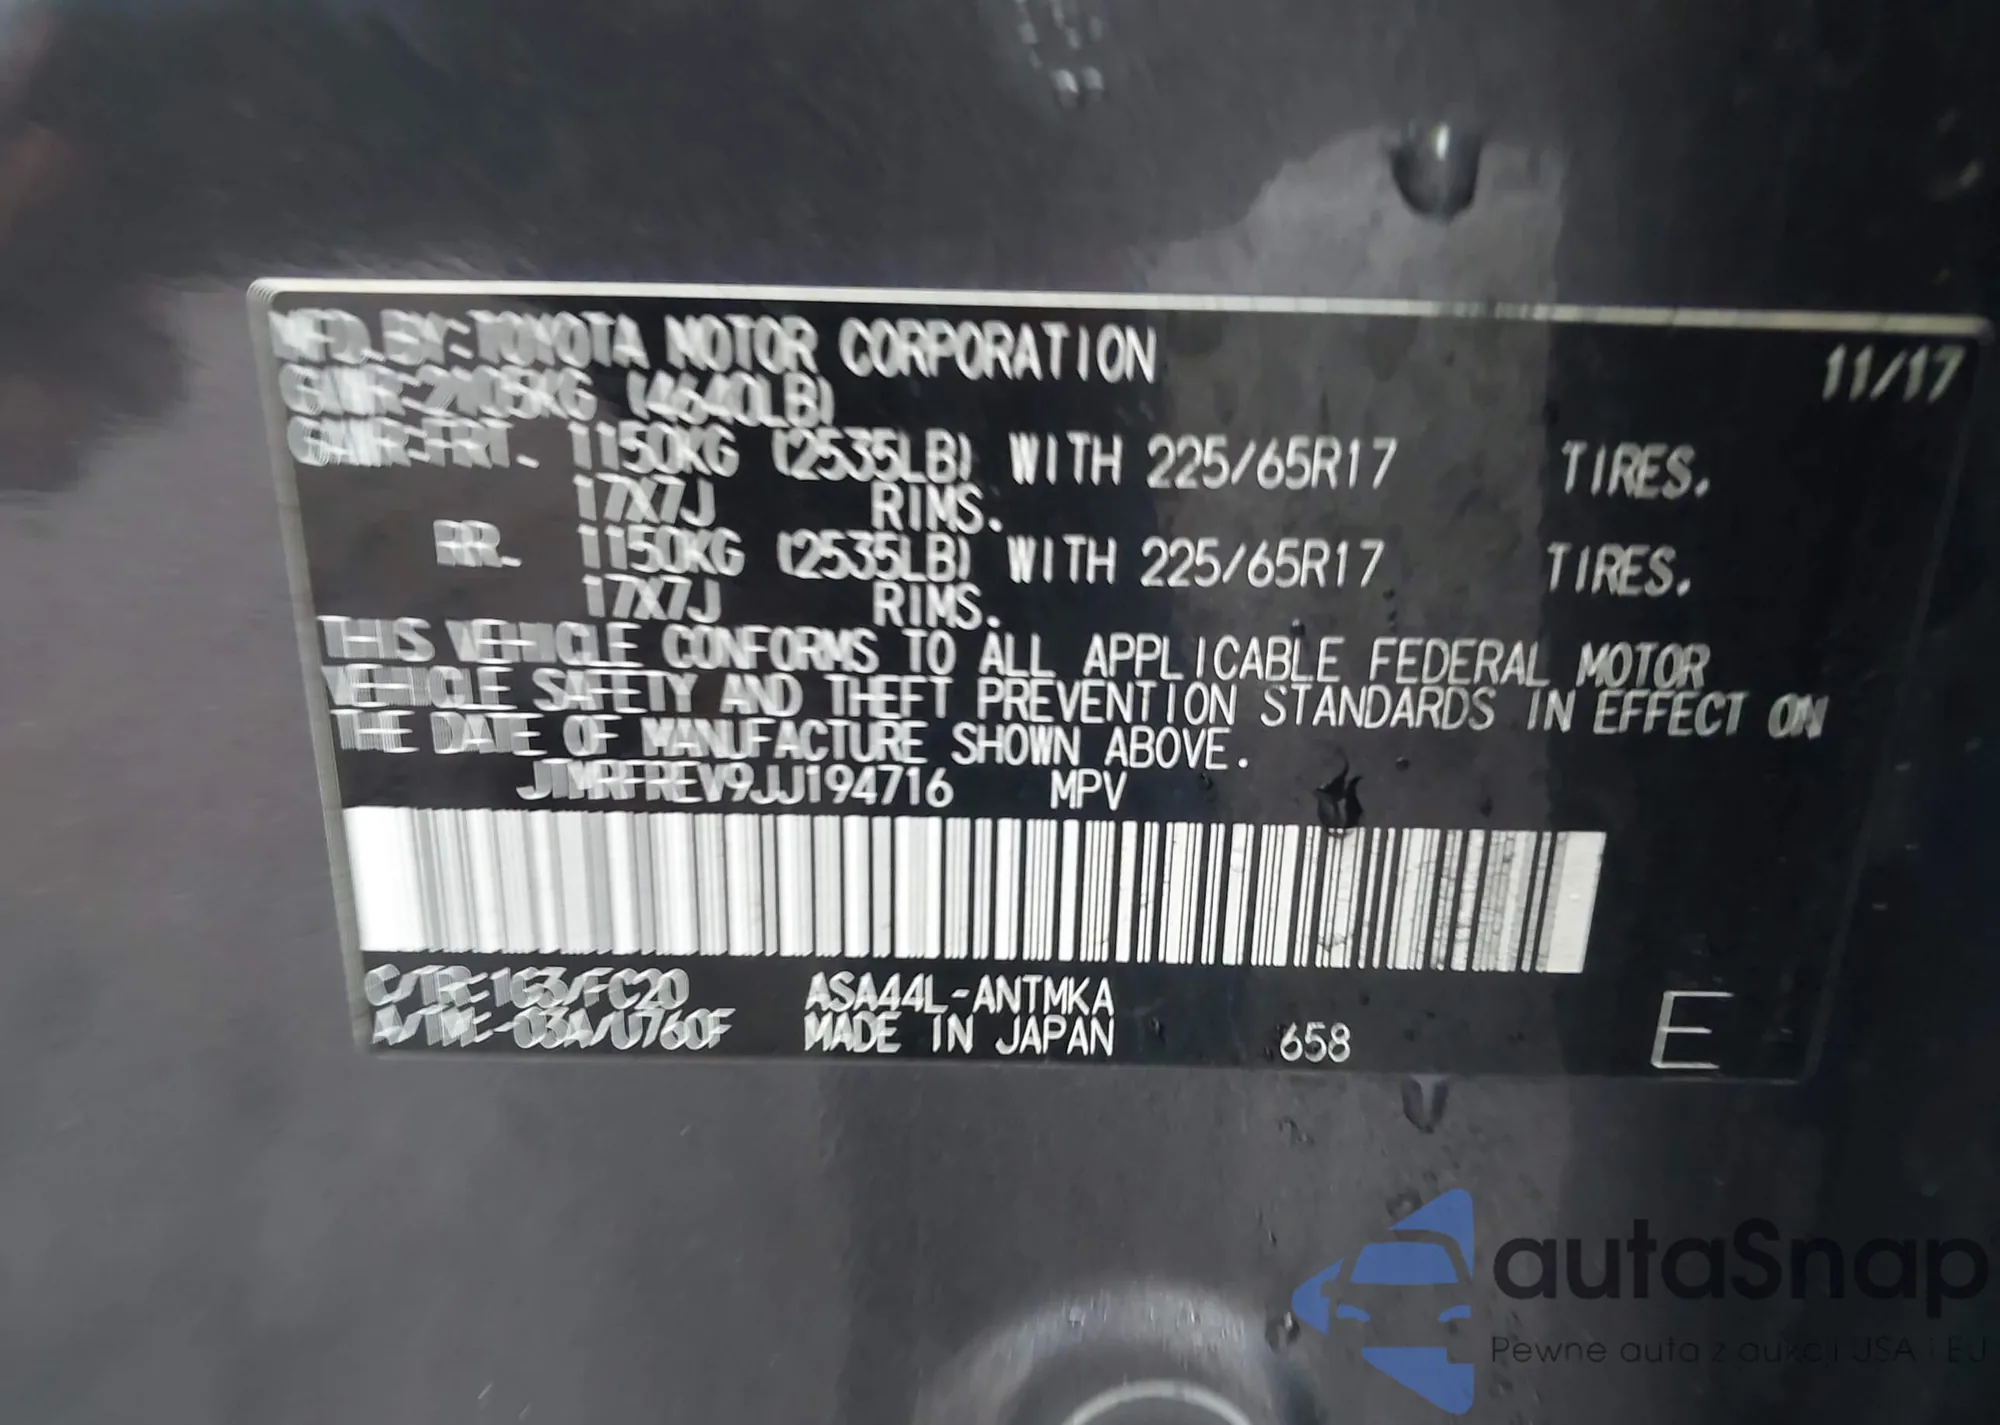 MFD. BY: TOYOTA MOTOR CORPORATION 11/17
GVWR: 2105KG (4640LB)
GAWR: FRT. 1150KG (2535LB) WITH 225/65R17 TIRES.
17X7J RIMS.
RR. 1150KG (2535LB) WITH 225/65R17 TIRES.
17X7J RIMS.
THIS VEHICLE CONFORMS TO ALL APPLICABLE FEDERAL MOTOR
VEHICLE SAFETY AND THEFT PREVENTION STANDARDS IN EFFECT ON
THE DATE OF MANUFACTURE SHOWN ABOVE.
JTMRFREV9JJ194716 MPV
C/TR: 1G3/FC20 ASA44L-ANTMKA
A/TM: -03A/U760F MADE IN JAPAN 658 E
autaSnap
Pewne auta z aukcji USA i EU